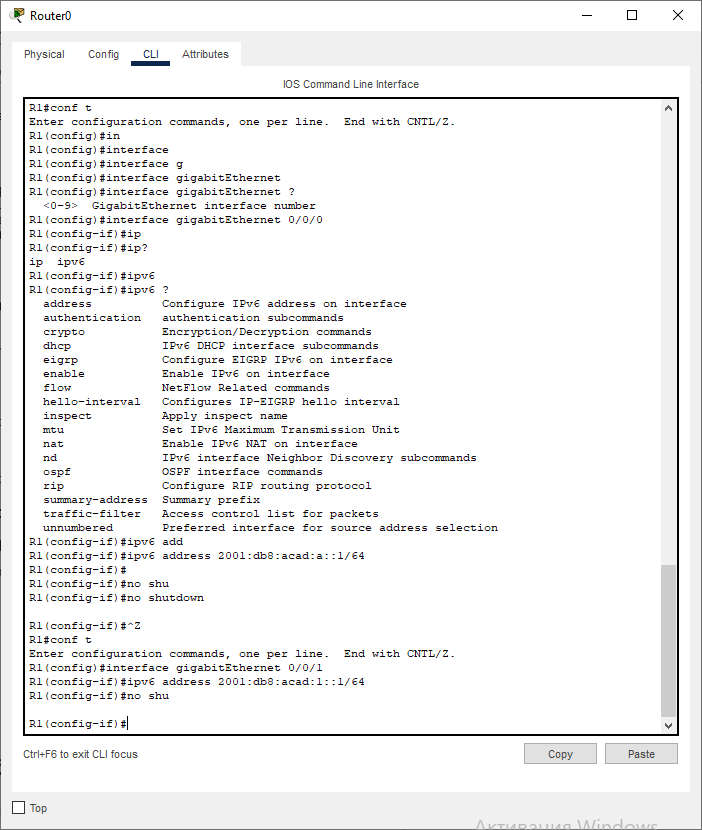 Router0
Physical Config CLI Attributes
IOS Command Line Interface
R1#conf t
Enter configuration commands, one per line.  End with CNTL/Z.
R1(config)#in
R1(config)#interface
R1(config)#interface g
R1(config)#interface gigabitEthernet
R1(config)#interface gigabitEthernet ?
  <0-9>  GigabitEthernet interface number
R1(config)#interface gigabitEthernet 0/0/0
R1(config-if)#ip
R1(config-if)#ip?
ip  ipv6
R1(config-if)#ipv6
R1(config-if)#ipv6 ?
  address          Configure IPv6 address on interface
  authentication   authentication subcommands
  crypto           Encryption/Decryption commands
  dhcp             IPv6 DHCP interface subcommands
  eigrp            Configure EIGRP IPv6 on interface
  enable           Enable IPv6 on interface
  flow             NetFlow Related commands
  hello-interval   Configures IP-EIGRP hello interval
  inspect          Apply inspect name
  mtu              Set IPv6 Maximum Transmission Unit
  nat              Enable IPv6 NAT on interface
  nd               IPv6 interface Neighbor Discovery subcommands
  ospf             OSPF interface commands
  rip              Configure RIP routing protocol
  summary-address  Summary prefix
  traffic-filter   Access control list for packets
  unnumbered       Preferred interface for source address selection
R1(config-if)#ipv6 add
R1(config-if)#ipv6 address 2001:db8:acad:a::1/64
R1(config-if)#
R1(config-if)#no shu
R1(config-if)#no shutdown
R1(config-if)#^Z
R1#conf t
Enter configuration commands, one per line.  End with CNTL/Z.
R1(config)#interface gigabitEthernet 0/0/1
R1(config-if)#ipv6 address 2001:db8:acad:1::1/64
R1(config-if)#no shu
R1(config-if)#
Ctrl+F6 to exit CLI focus
Copy Paste
Top
Активация Windows